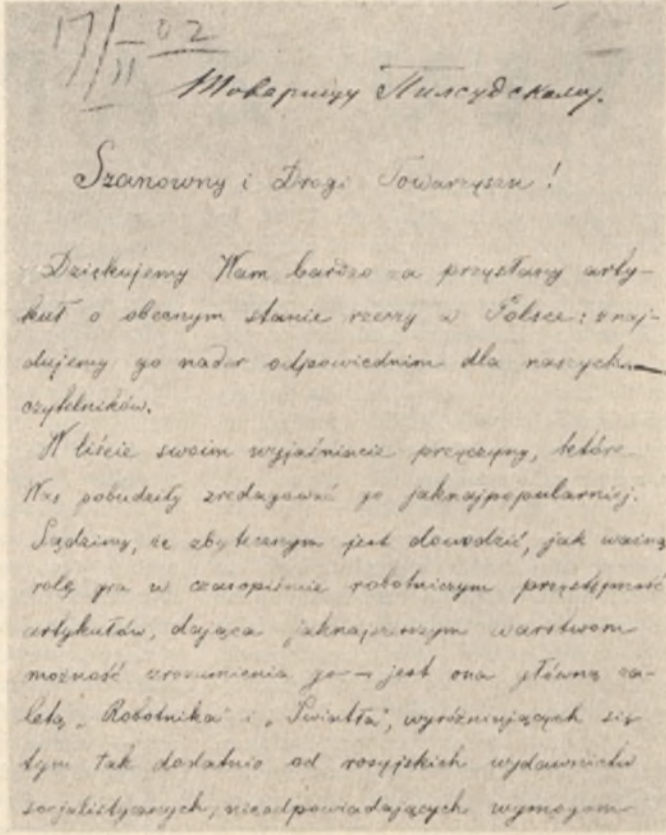 17/II - 02
Товарищу Пилсудскому.
Szanowny i Drogi Towarzyszu!
Dziękujemy Wam bardzo za przysłany arty-
kuł o obecnym stanie rzeczy w Polsce: znaj-
dujemy go nader odpowiednim dla naszych
czytelników.
W liście swoim wyjaśniacie przyczyny, które
Was pobudziły zredagować go jaknajpopularniej.
Sądzimy, że zbytecznym jest dowodzić, jak ważną
rolę gra w czasopiśmie robotniczym przystępność
artykułów, dająca jaknajszerszym warstwom
możność zrozumienia go — jest ona główną za-
letą „Robotnika" i „Światła", wyróżniających się
tym tak dodatnio od rosyjskich wydawnictw
socjalistycznych, nieodpowiadających wymogom